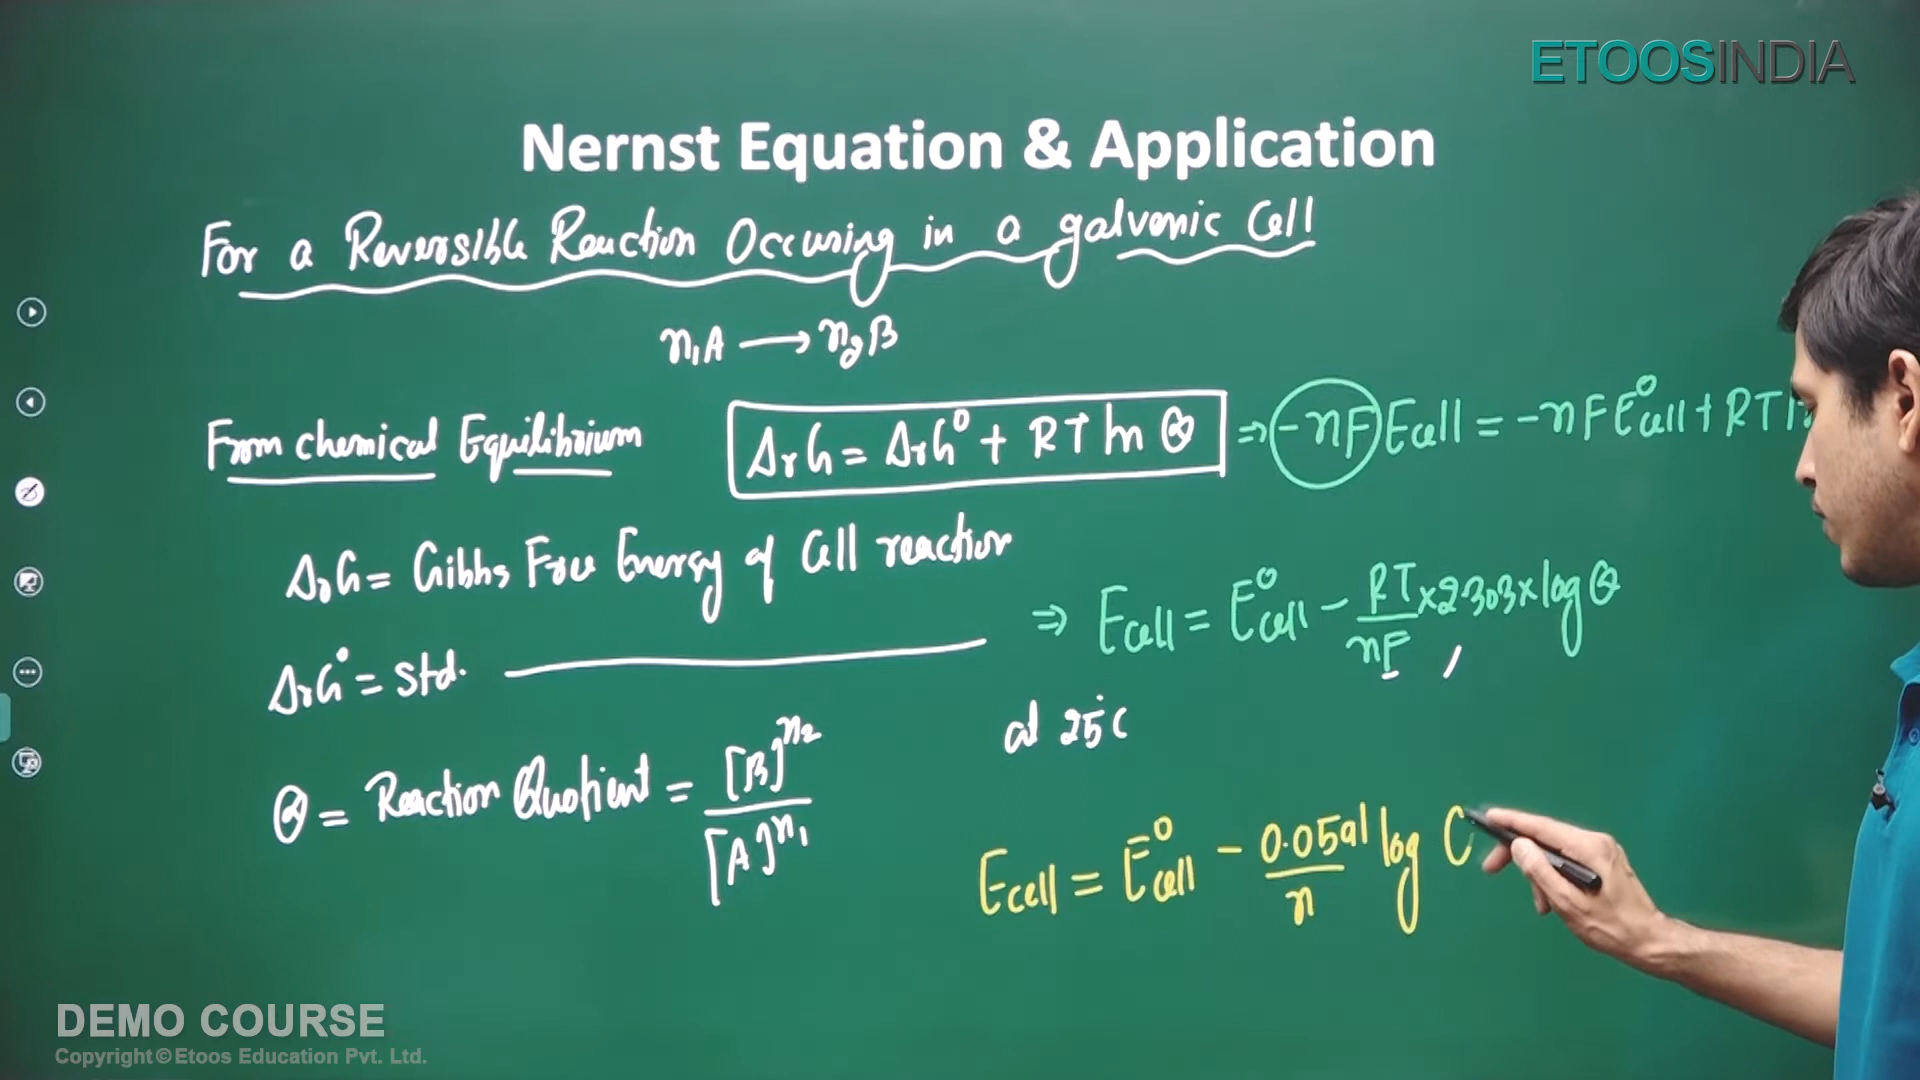 ETOOSINDIA
Nernst Equation & Application
For a Reversible Reaction Occuring in a galvanic Cell
n₁A ⟶ n₂B
From chemical Equilibrium
ΔrG = ΔrG° + RT ln Q ⇒ -nF Ecell = -nFE°cell + RT l
ΔrG = Gibbs Free Energy of Cell reaction
⇒ Ecell = E°cell - RT/nF × 2.303 × log Q
ΔrG° = Std.
at 25°C
Q = Reaction Quotient = [B]^n₂ / [A]^n₁
Ecell = E°cell - 0.0591/n log
DEMO COURSE
Copyright © Etoos Education Pvt. Ltd.